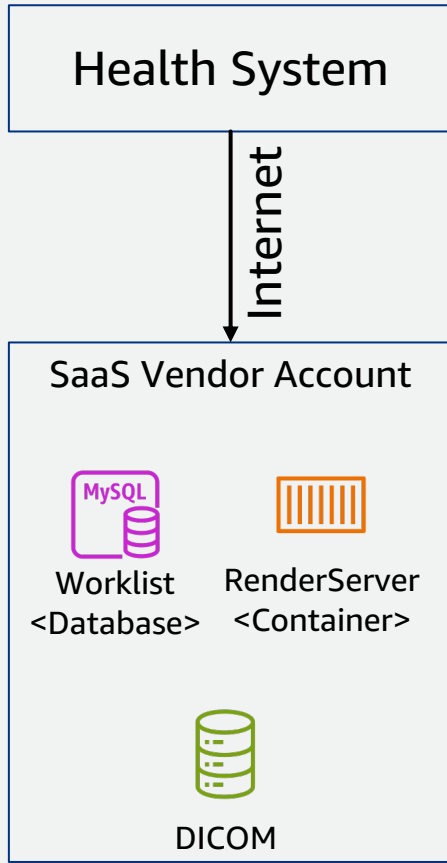 Health System
Internet
SaaS Vendor Account
MySQL
Worklist
<Database>
RenderServer
<Container>
DICOM